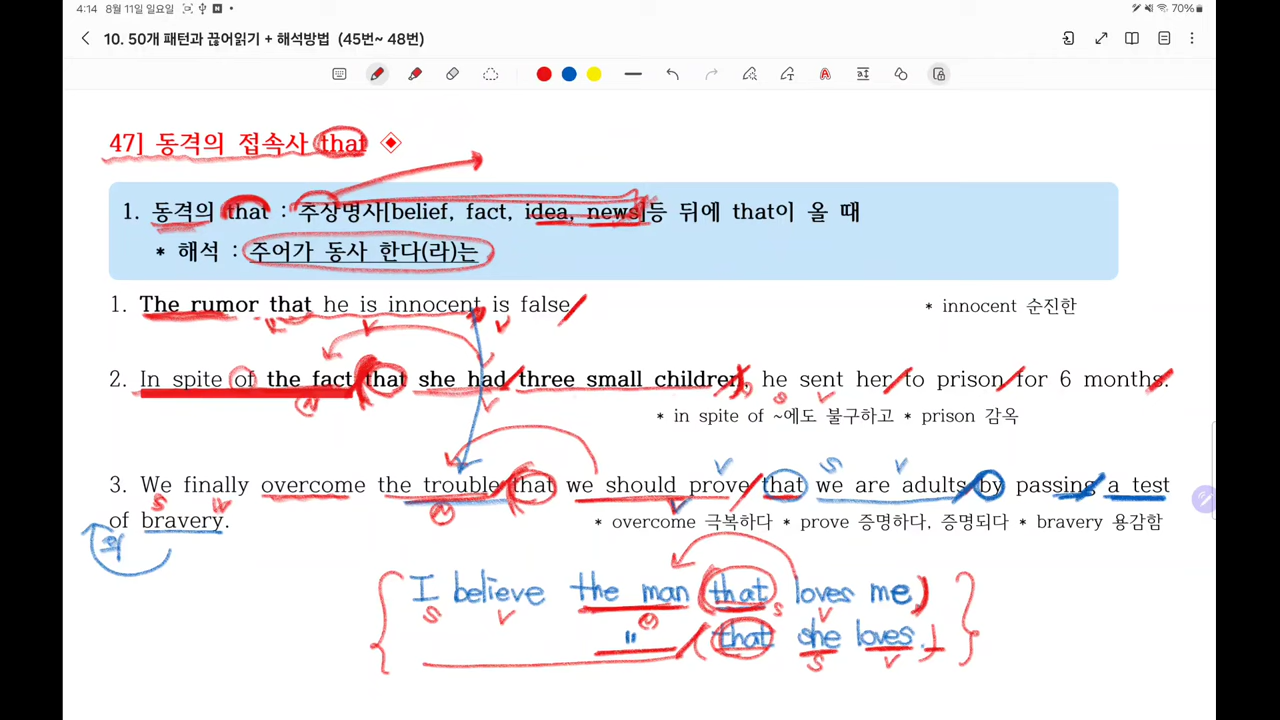 4:14 8월 11일 일요일 70%
10. 50개 패턴과 끊어읽기 + 해석방법 (45번~ 48번)
47] 동격의 접속사 that
1. 동격의 that : 추상명사[belief, fact, idea, news]등 뒤에 that이 올 때
* 해석 : 주어가 동사 한다(라)는
1. The rumor that he is innocent is false * innocent 순진한
v
2. In spite of the fact that she had three small children, he sent her to prison for 6 months.
N v s v
* in spite of ~에도 불구하고 * prison 감옥
v s v
3. We finally overcome the trouble that we should prove that we are adults by passing a test
s v N v
of bravery. * overcome 극복하다 * prove 증명하다, 증명되다 * bravery 용감함
의
I believe the man (that loves me)
s v N s v
" (that she loves.)
s v